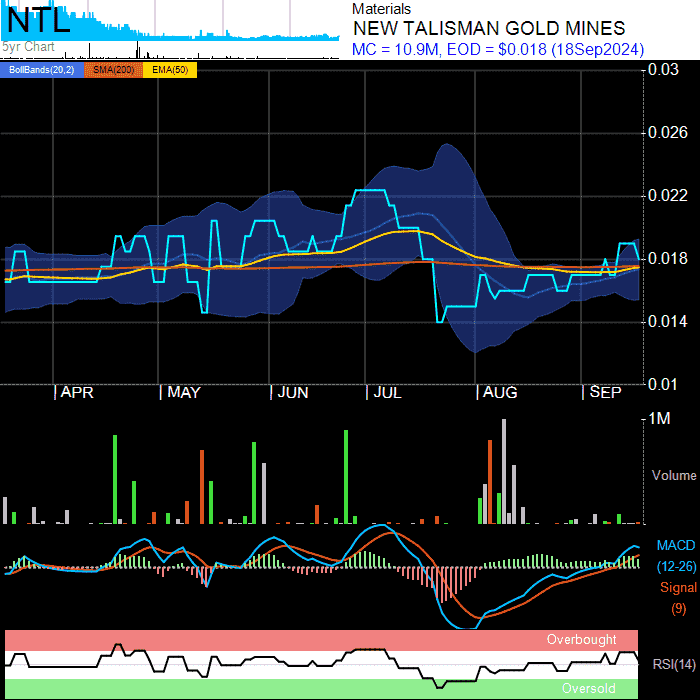 NTL
5yr Chart
Materials
NEW TALISMAN GOLD MINES
MC = 10.9M, EOD = $0.018 (18Sep2024)
BollBands(20,2) SMA(200) EMA(50)
0.03
0.026
0.022
0.018
0.014
0.01
APR MAY JUN JUL AUG SEP
1M
Volume
MACD
(12-26)
Signal
(9)
Overbought
RSI(14)
Oversold